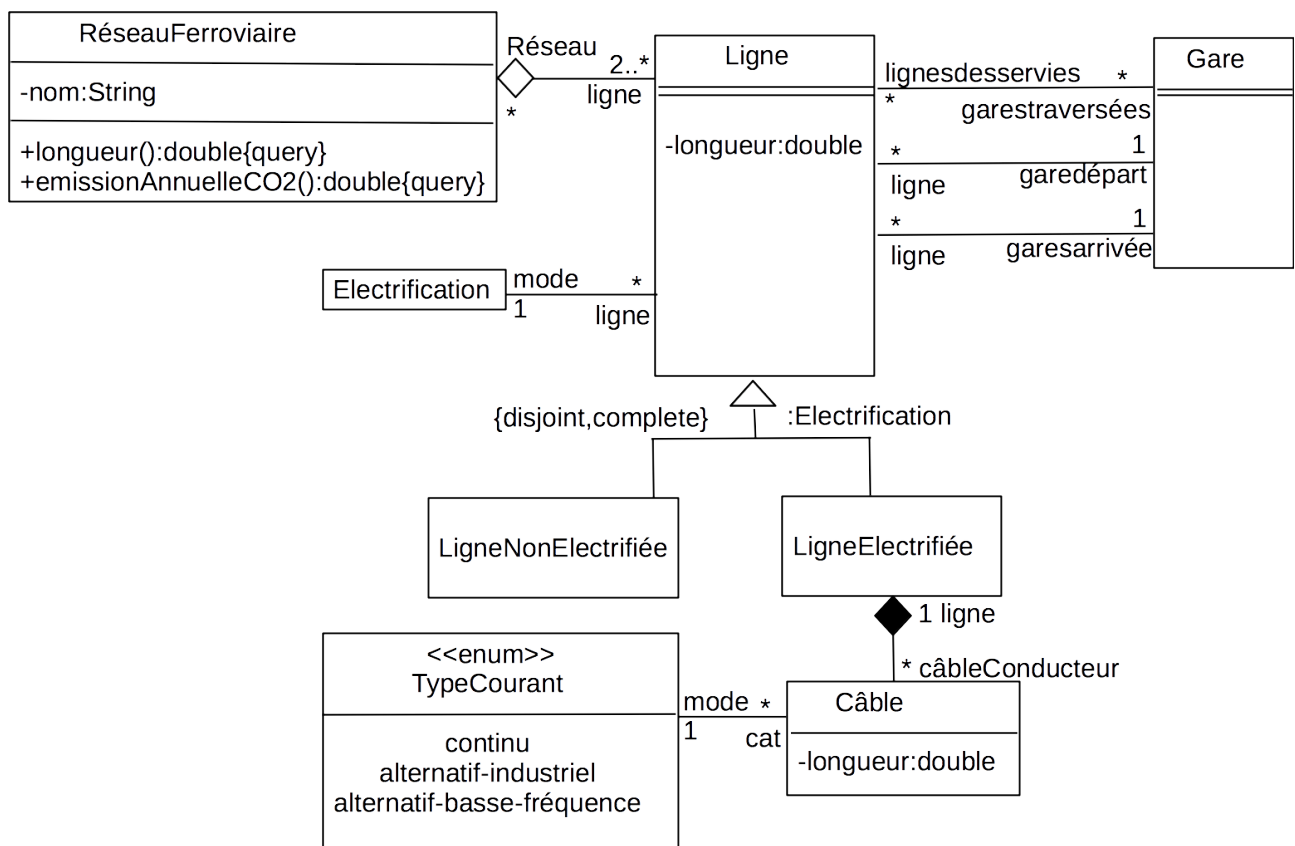 RéseauFerroviaire
-nom:String
+longueur():double{query}
+emissionAnnuelleCO2():double{query}
Réseau
*
2..*
ligne
Ligne
-longueur:double
lignesdesservies
*
*
garestraversées
*
1
ligne
garedépart
*
1
ligne
garesarrivée
Gare
Electrification
mode
1
*
ligne
{disjoint,complete}
:Electrification
LigneNonElectrifiée
LigneElectrifiée
1 ligne
* câbleConducteur
<<enum>>
TypeCourant
continu
alternatif-industriel
alternatif-basse-fréquence
mode
1
*
cat
Câble
-longueur:double